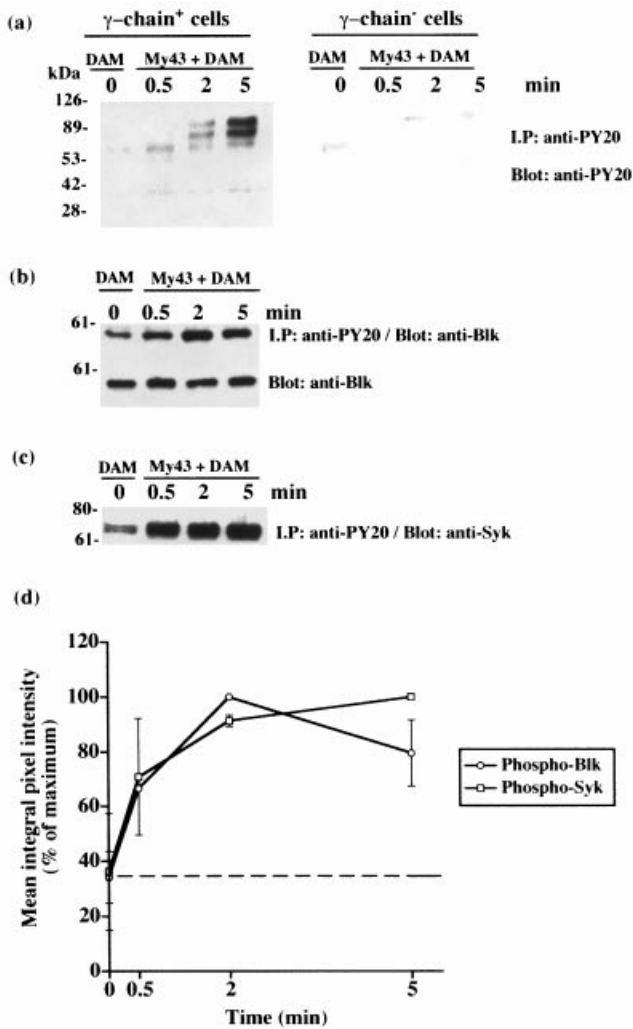 (a)
γ-chain+ cells γ-chain- cells
DAM My43 + DAM DAM My43 + DAM
kDa 0 0.5 2 5 0 0.5 2 5 min
126-
89-
53-
42-
28-
I.P: anti-PY20
Blot: anti-PY20
(b)
DAM My43 + DAM
0 0.5 2 5 min
61- I.P: anti-PY20 / Blot: anti-Blk
61- Blot: anti-Blk
(c)
DAM My43 + DAM
0 0.5 2 5 min
80-
61- I.P: anti-PY20 / Blot: anti-Syk
(d)
Mean integral pixel intensity
(% of maximum)
120
100
80
60
40
20
0
0 0.5 2 5
Time (min)
Phospho-Blk
Phospho-Syk